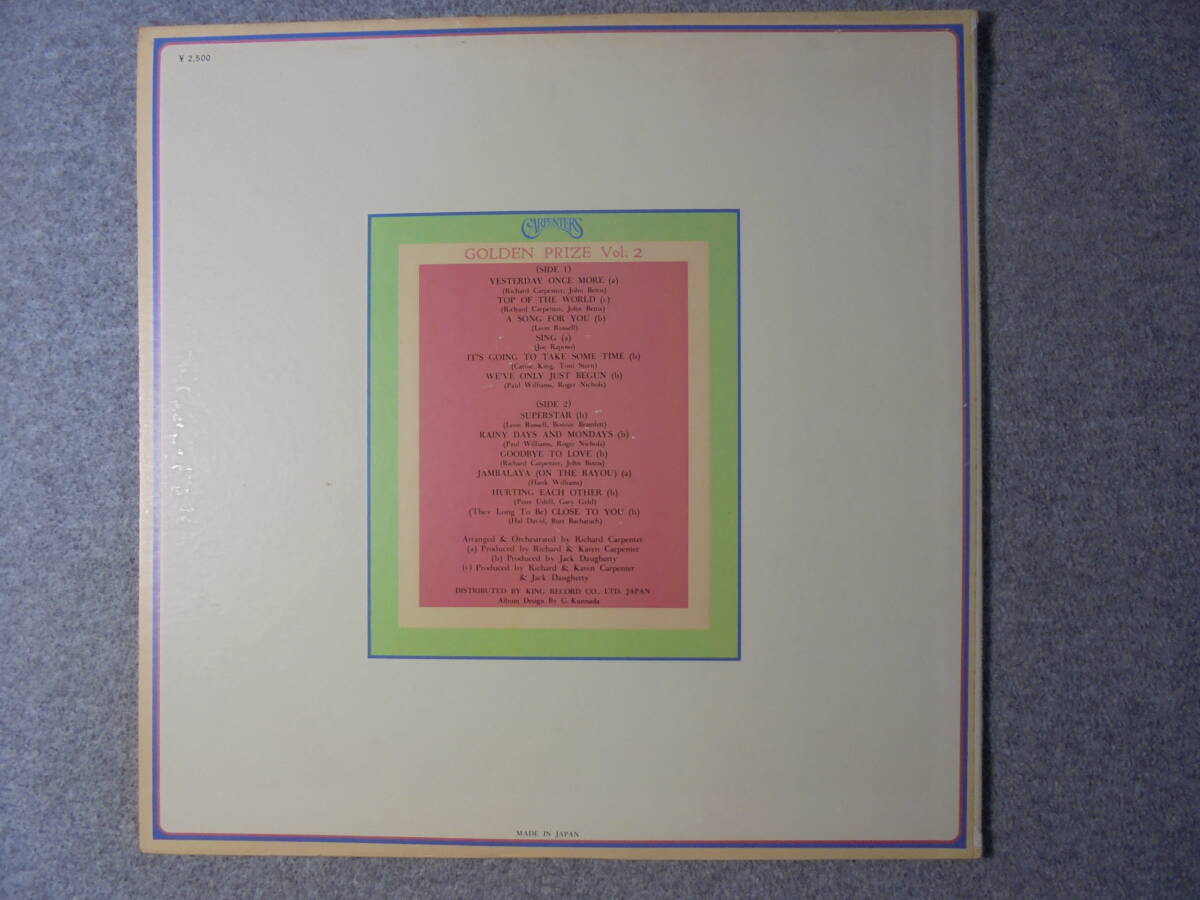 ¥ 2,500
CARPENTERS
GOLDEN PRIZE Vol. 2
(SIDE 1)
YESTERDAY ONCE MORE (a)
(Richard Carpenter, John Bettis)
TOP OF THE WORLD (c)
(Richard Carpenter, John Bettis)
A SONG FOR YOU (b)
(Leon Russell)
SING (a)
(Joe Raposo)
IT'S GOING TO TAKE SOME TIME (b)
(Carole King, Toni Stern)
WE'VE ONLY JUST BEGUN (b)
(Paul Williams, Roger Nichols)
(SIDE 2)
SUPERSTAR (b)
(Leon Russell, Bonnie Bramlett)
RAINY DAYS AND MONDAYS (b)
(Paul Williams, Roger Nichols)
GOODBYE TO LOVE (b)
(Richard Carpenter, John Bettis)
JAMBALAYA (ON THE BAYOU) (a)
(Hank Williams)
HURTING EACH OTHER (b)
(Peter Udell, Gary Geld)
(They Long To Be) CLOSE TO YOU (b)
(Hal David, Burt Bacharach)
Arranged & Orchestrated by Richard Carpenter
(a) Produced by Richard & Karen Carpenter
(b) Produced by Jack Daugherty
(c) Produced by Richard & Karen Carpenter
& Jack Daugherty
DISTRIBUTED BY KING RECORD CO., LTD. JAPAN
Album Design By G. Kunnada
MADE IN JAPAN